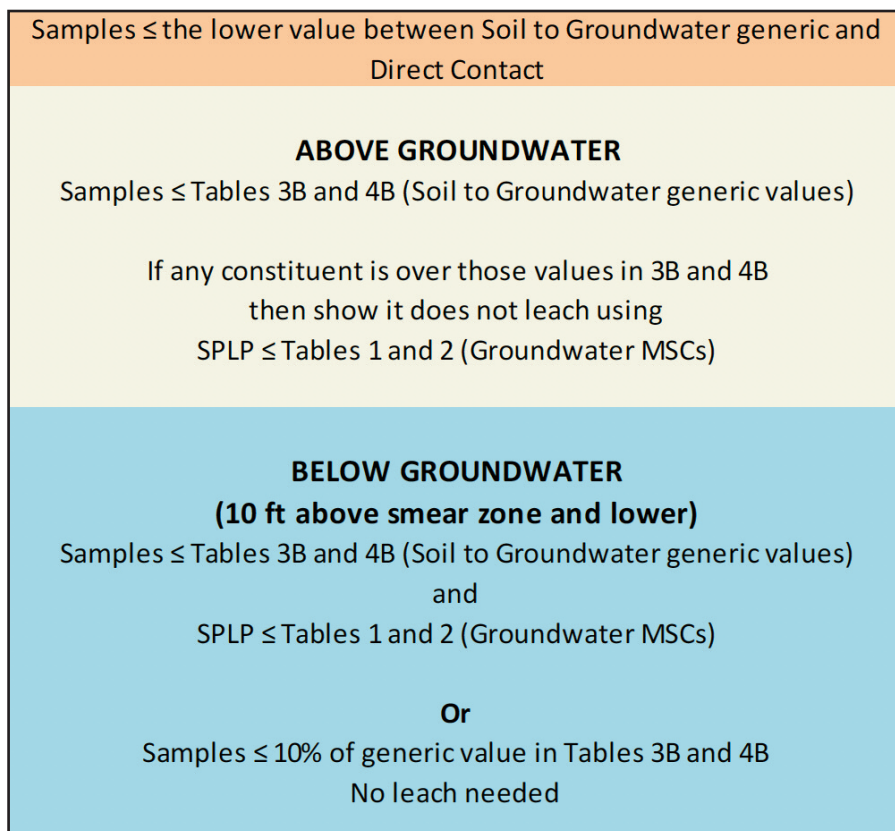 Samples ≤ the lower value between Soil to Groundwater generic and
Direct Contact
ABOVE GROUNDWATER
Samples ≤ Tables 3B and 4B (Soil to Groundwater generic values)
If any constituent is over those values in 3B and 4B
then show it does not leach using
SPLP ≤ Tables 1 and 2 (Groundwater MSCs)
BELOW GROUNDWATER
(10 ft above smear zone and lower)
Samples ≤ Tables 3B and 4B (Soil to Groundwater generic values)
and
SPLP ≤ Tables 1 and 2 (Groundwater MSCs)
Or
Samples ≤ 10% of generic value in Tables 3B and 4B
No leach needed